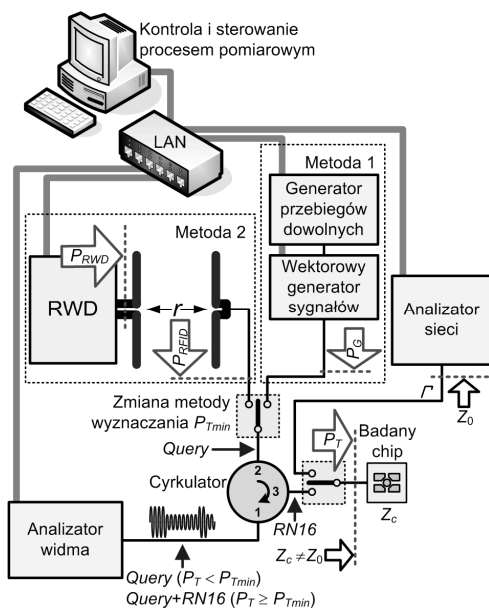 Kontrola i sterowanie
procesem pomiarowym
LAN
Metoda 1
Generator
przebiegów
dowolnych
Metoda 2
P_RWD
Wektorowy
generator
sygnałów
RWD
r
Analizator
sieci
P_RFID
P_G
Γ
Z_0
Zmiana metody
wyznaczania P_Tmin
P_T
Badany
chip
Query
2
Cyrkulator
3
1
RN16
Z_c
Analizator
widma
Z_c ≠ Z_0
Query (P_T < P_Tmin)
Query+RN16 (P_T ≥ P_Tmin)